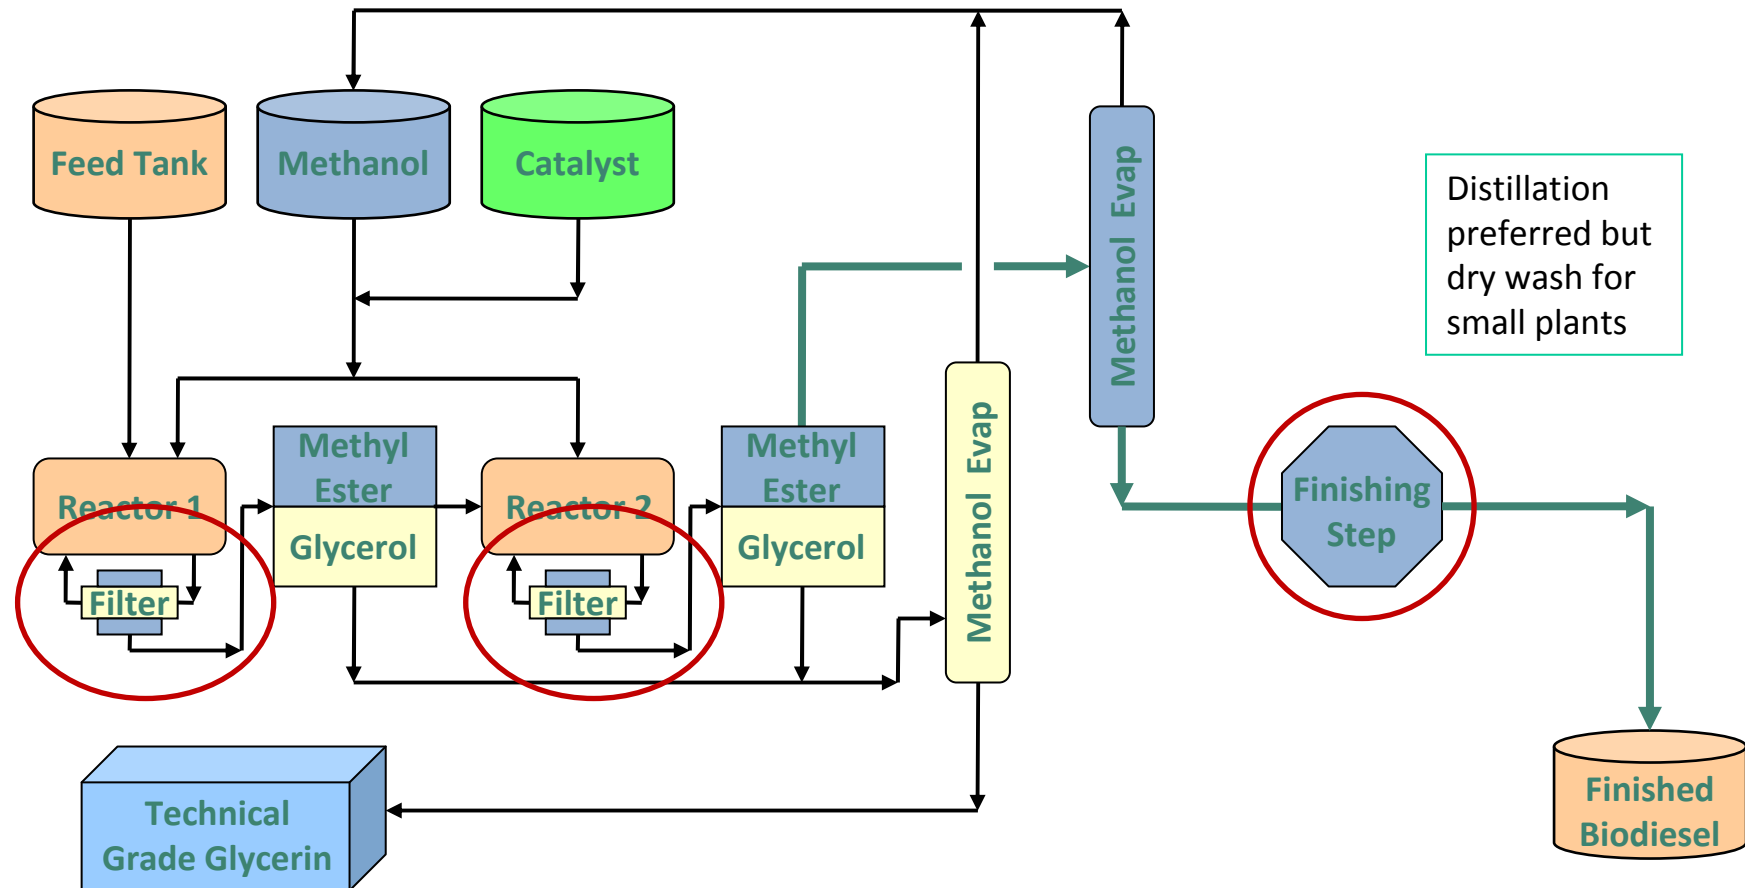 Feed Tank
Methanol
Catalyst
Methanol Evap
Distillation
preferred but
dry wash for
small plants
Reactor 1
Methyl
Ester
Glycerol
Filter
Reactor 2
Methyl
Ester
Glycerol
Filter
Methanol Evap
Finishing
Step
Technical
Grade Glycerin
Finished
Biodiesel